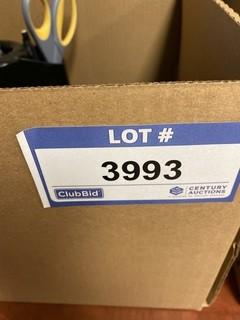 LOT #
3993
ClubBid
CENTURY
AUCTIONS